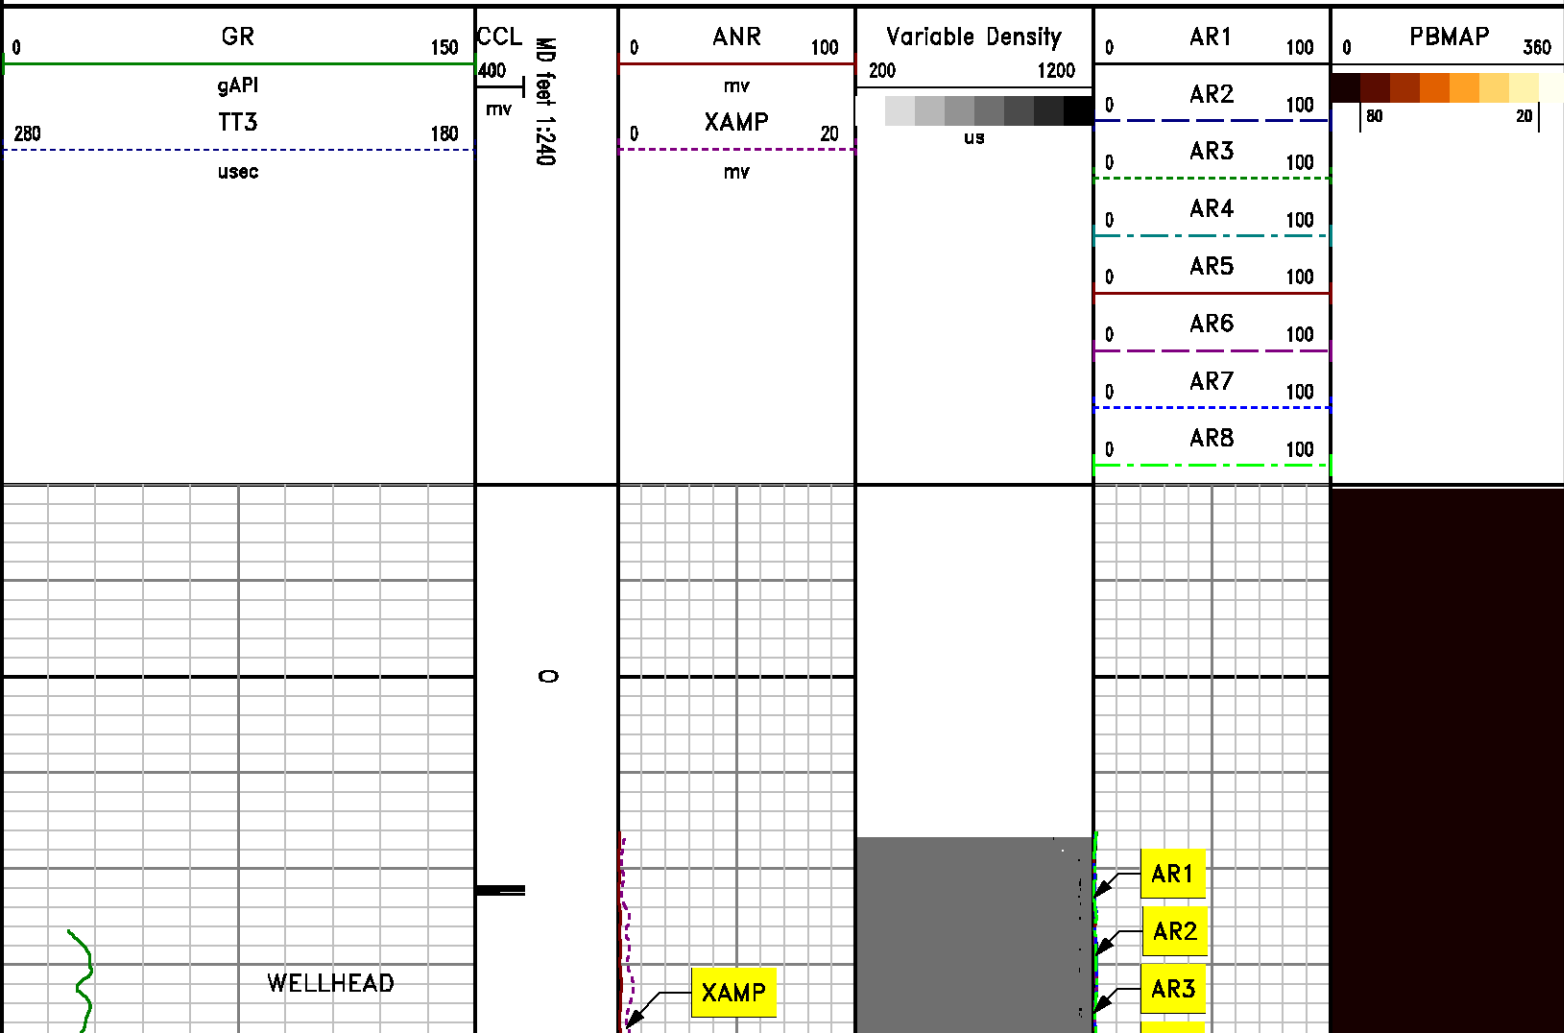 GR
0 150
gAPI
TT3
280 180
usec
CCL
400
mv
MD feet 1:240
ANR
0 100
mv
XAMP
0 20
mv
Variable Density
200 1200
us
AR1
0 100
AR2
0 100
AR3
0 100
AR4
0 100
AR5
0 100
AR6
0 100
AR7
0 100
AR8
0 100
PBMAP
0 360
80 20
0
AR1
AR2
WELLHEAD
XAMP
AR3